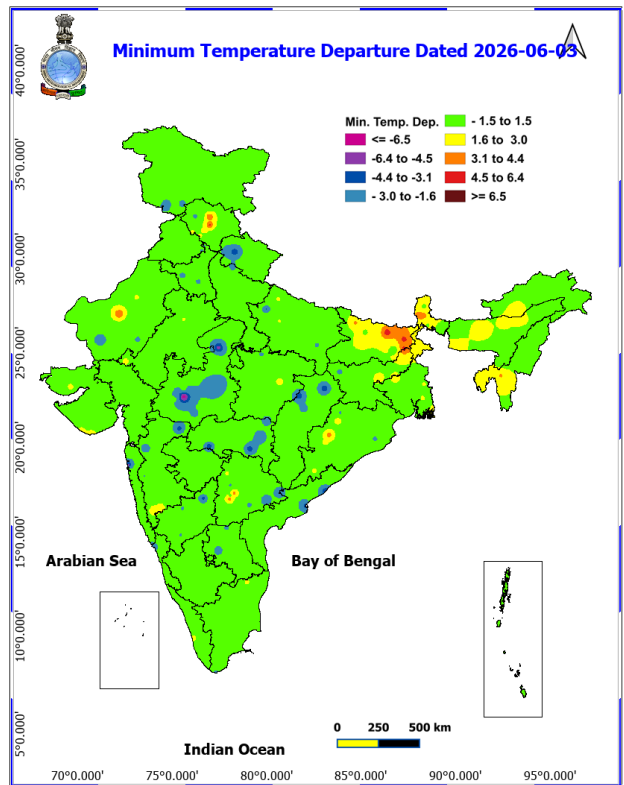 Minimum Temperature Departure Dated 2026-06-03
Min. Temp. Dep.
<= -6.5
-6.4 to -4.5
-4.4 to -3.1
- 3.0 to -1.6
- 1.5 to 1.5
1.6 to 3.0
3.1 to 4.4
4.5 to 6.4
>= 6.5
40°0.000'
35°0.000'
30°0.000'
25°0.000'
20°0.000'
15°0.000'
10°0.000'
5°0.000'
Arabian Sea
Bay of Bengal
Indian Ocean
0 250 500 km
70°0.000' 75°0.000' 80°0.000' 85°0.000' 90°0.000' 95°0.000'